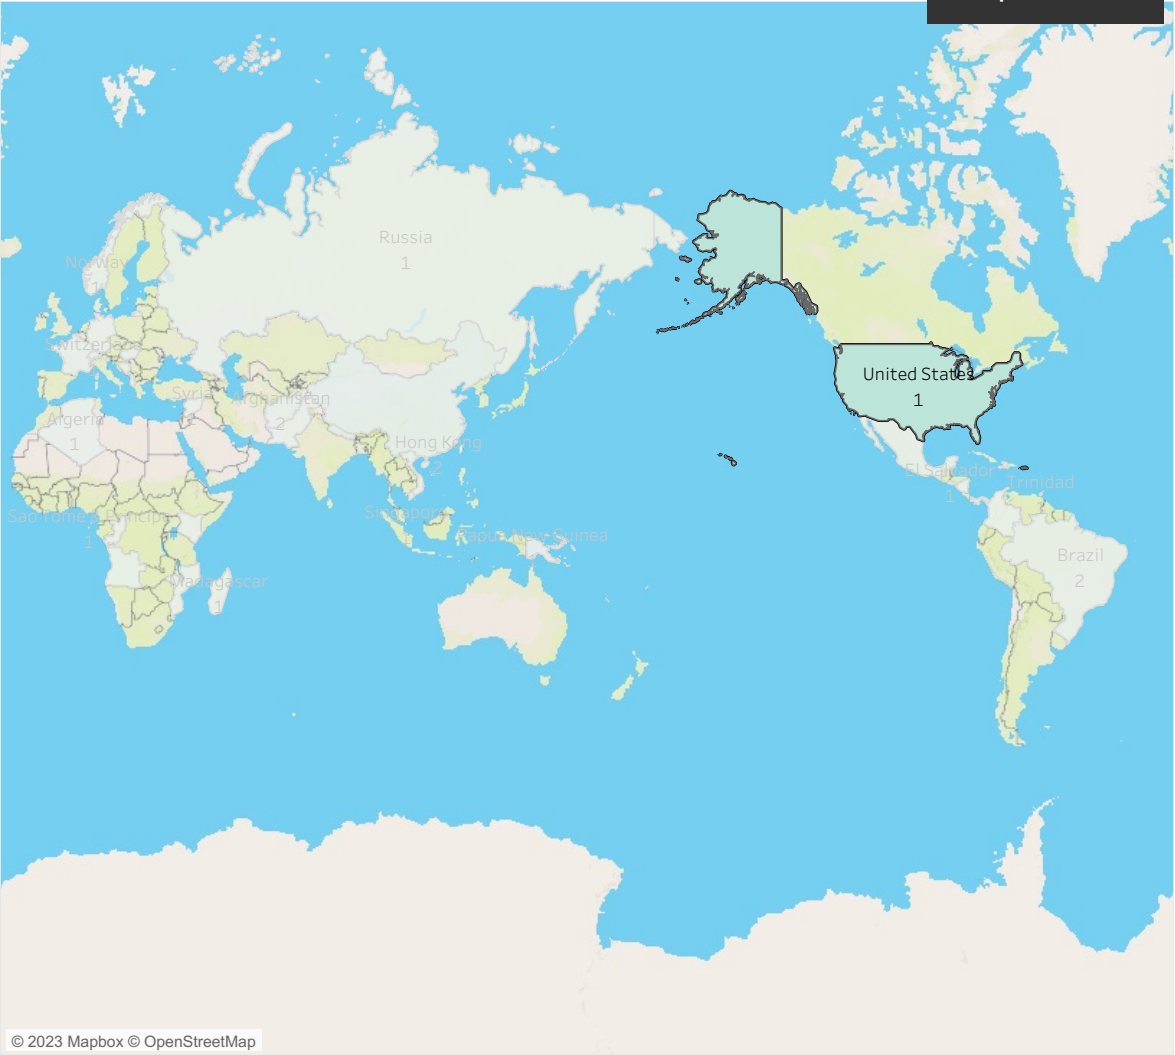 Russia
1
Norway
1
Switzerland
United States
1
Syria
Afghanistan
2
Algeria
1
Hong Kong
2
El Salvador
1
Trinidad
Sao Tome & Principe
1
Singapore
Papua New Guinea
Brazil
2
Madagascar
1
© 2023 Mapbox © OpenStreetMap